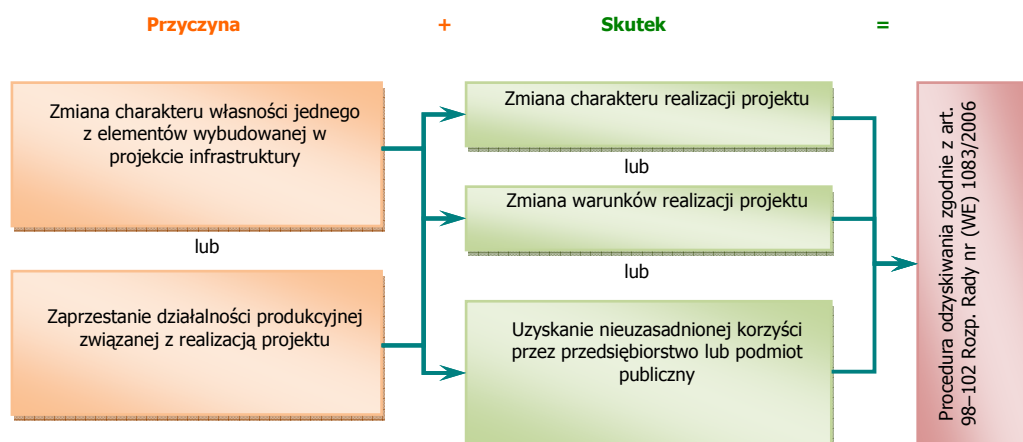 Przyczyna + Skutek =
Zmiana charakteru własności jednego
z elementów wybudowanej w
projekcie infrastruktury
lub
Zaprzestanie działalności produkcyjnej
związanej z realizacją projektu
Zmiana charakteru realizacji projektu
lub
Zmiana warunków realizacji projektu
lub
Uzyskanie nieuzasadnionej korzyści
przez przedsiębiorstwo lub podmiot
publiczny
Procedura odzyskiwania zgodnie z art.
98–102 Rozp. Rady nr (WE) 1083/2006